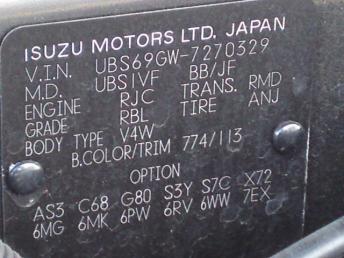 ISUZU MOTORS LTD. JAPAN
V.I.N. UBS69GW-7270329
M.D. UBS1VF BB/JF
ENGINE RJC TRANS. RMD
GRADE RBL TIRE ANJ
BODY TYPE V4W
B.COLOR/TRIM 774/113
OPTION
AS3 C68 G80 S3Y S7C X72
6MG 6MK 6PW 6RV 6WW 7EX